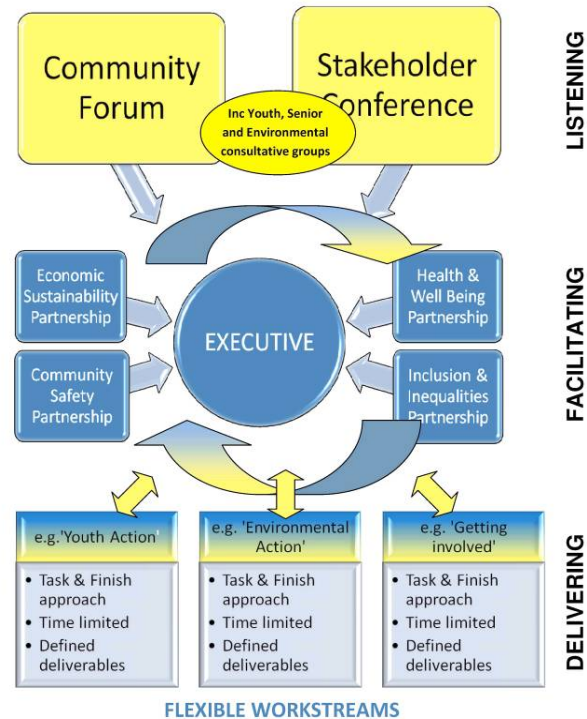 Community
Forum
Stakeholder
Conference
Inc Youth, Senior
and Environmental
consultative groups
LISTENING
Economic
Sustainability
Partnership
Health &
Well Being
Partnership
EXECUTIVE
Community
Safety
Partnership
Inclusion &
Inequalities
Partnership
FACILITATING
e.g.'Youth Action'
• Task & Finish
approach
• Time limited
• Defined
deliverables
e.g. 'Environmental
Action'
• Task & Finish
approach
• Time limited
• Defined
deliverables
e.g. 'Getting
involved'
• Task & Finish
approach
• Time limited
• Defined
deliverables
DELIVERING
FLEXIBLE WORKSTREAMS